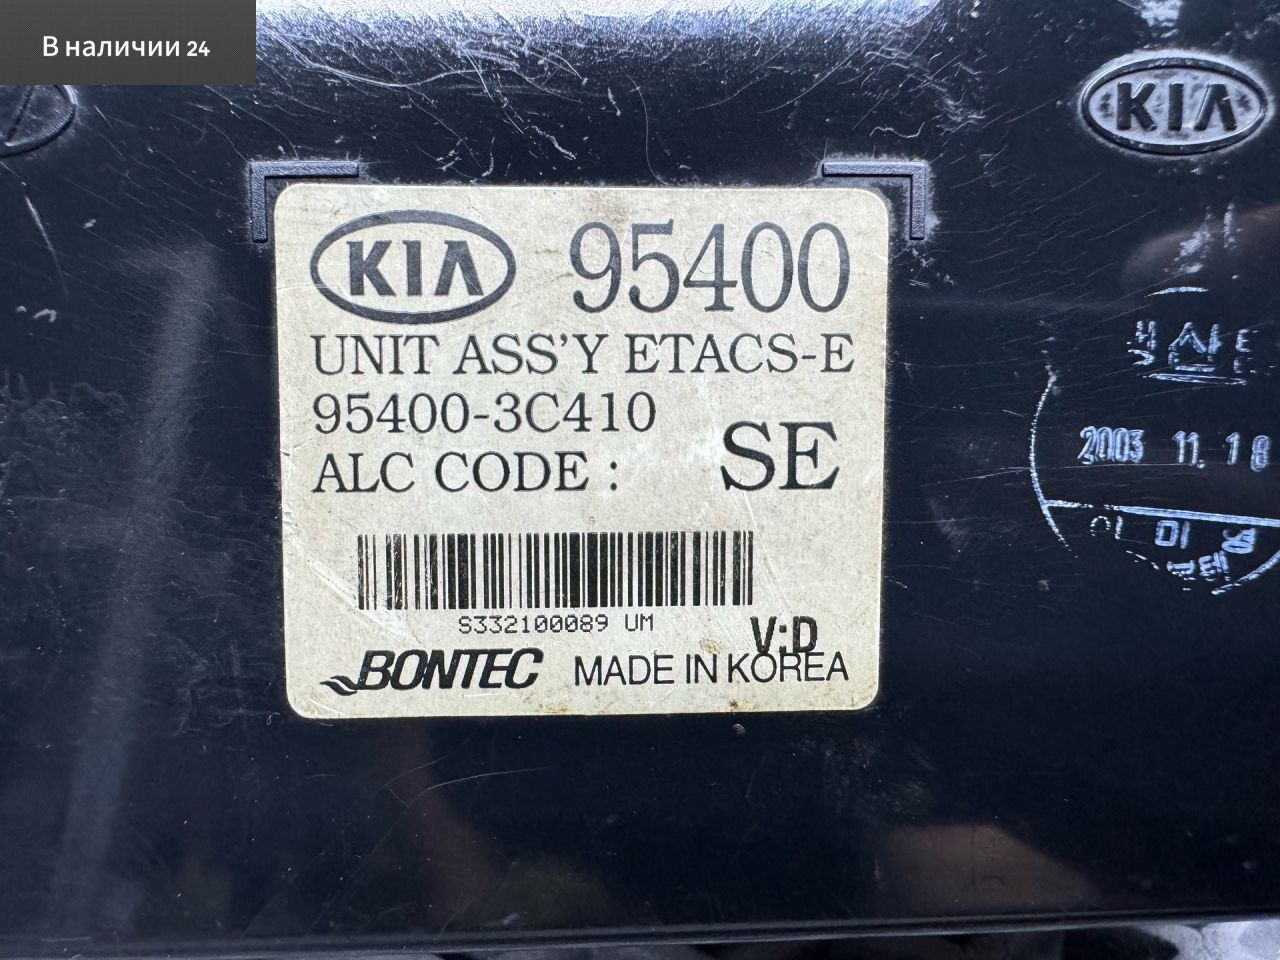 В наличии 24
KIA
KIA 95400
UNIT ASS'Y ETACS-E
95400-3C410
ALC CODE : SE
S332100089 UM
V:D
BONTEC MADE IN KOREA
2003 11. 18